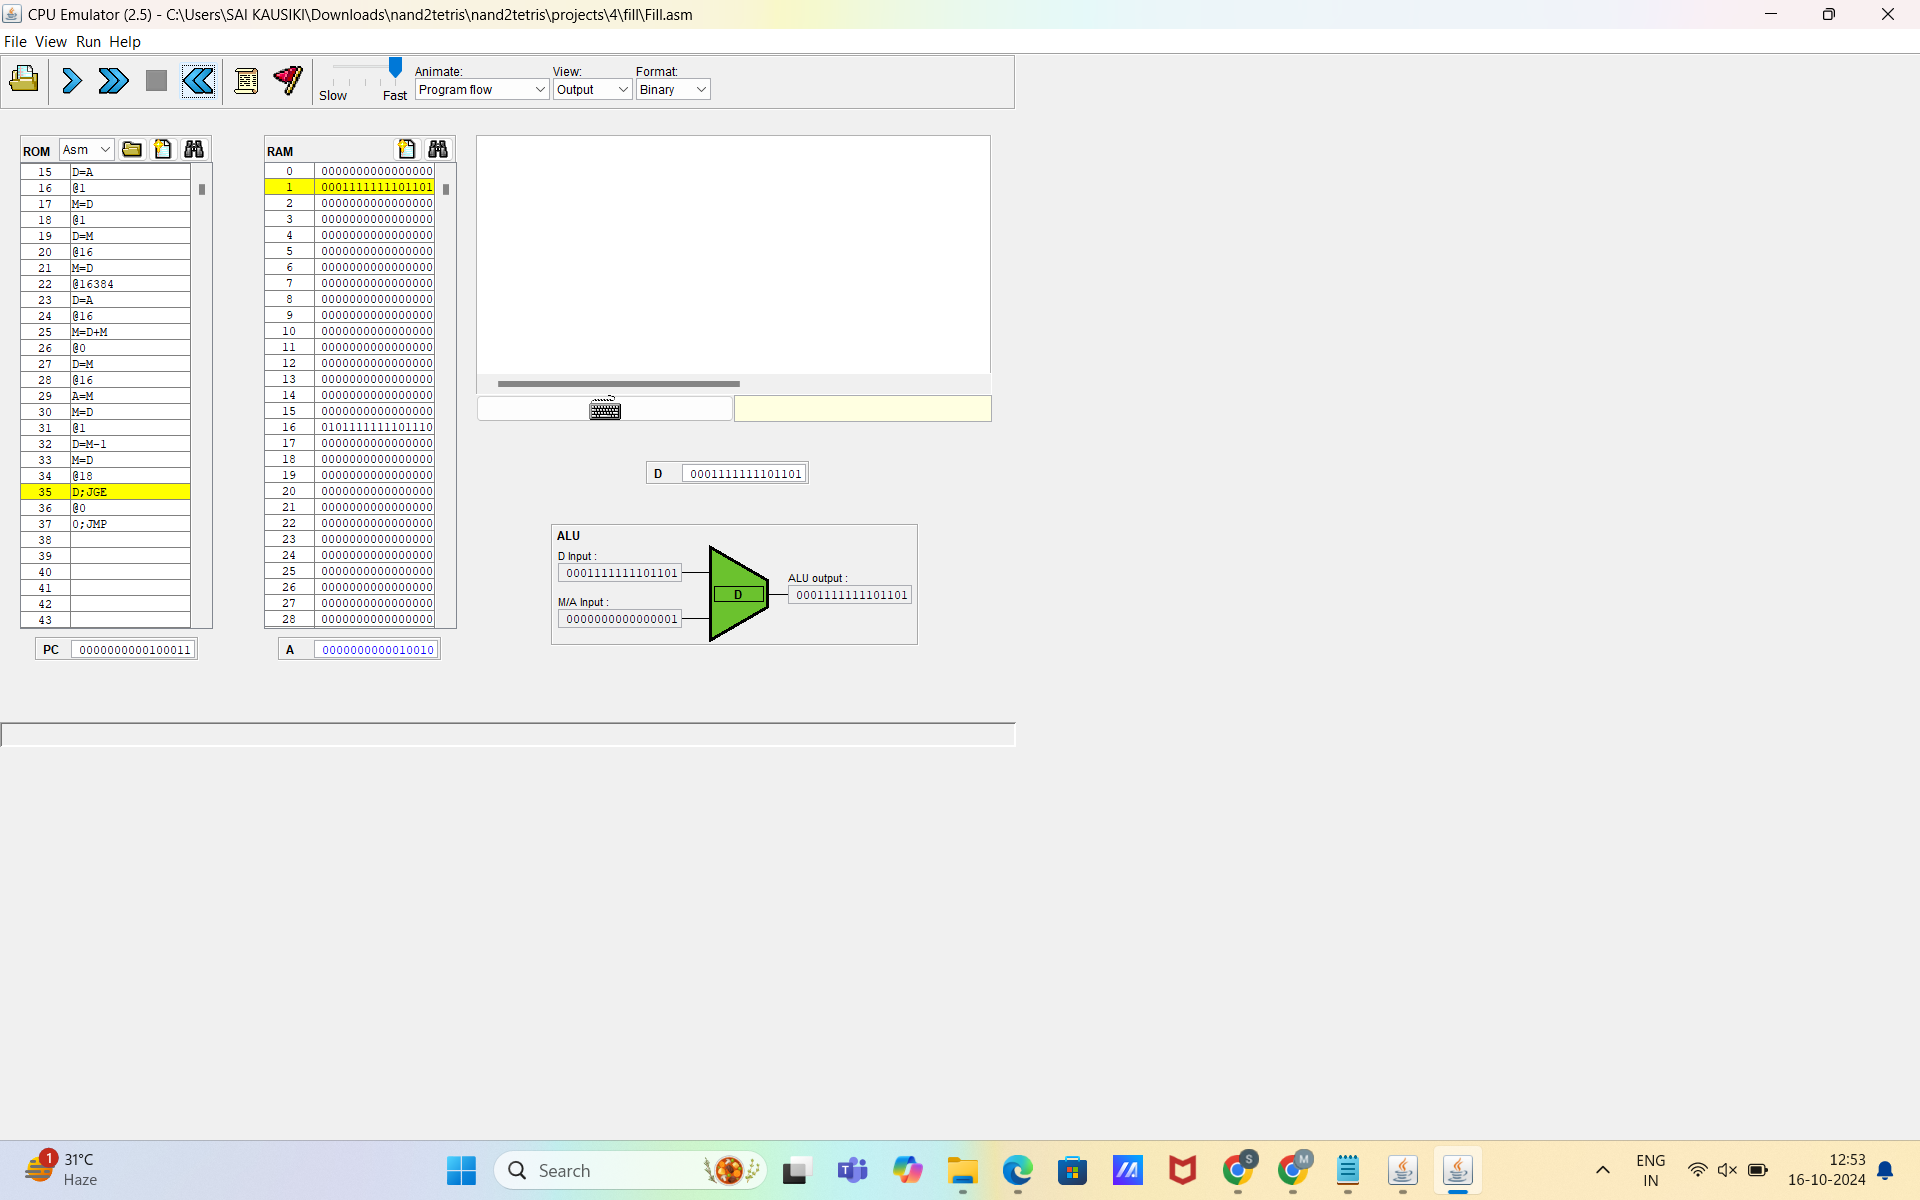 CPU Emulator (2.5) - C:\Users\SAI KAUSIKI\Downloads\nand2tetris\nand2tetris\projects\4\fill\Fill.asm
File View Run Help
Slow Fast
Animate: View: Format:
Program flow Output Binary
ROM Asm
15 D=A
16 @1
17 M=D
18 @1
19 D=M
20 @16
21 M=D
22 @16384
23 D=A
24 @16
25 M=D+M
26 @0
27 D=M
28 @16
29 A=M
30 M=D
31 @1
32 D=M-1
33 M=D
34 @18
35 D;JGE
36 @0
37 0;JMP
38
39
40
41
42
43
PC 0000000000100011
RAM
0 0000000000000000
1 0001111111101101
2 0000000000000000
3 0000000000000000
4 0000000000000000
5 0000000000000000
6 0000000000000000
7 0000000000000000
8 0000000000000000
9 0000000000000000
10 0000000000000000
11 0000000000000000
12 0000000000000000
13 0000000000000000
14 0000000000000000
15 0000000000000000
16 0101111111101110
17 0000000000000000
18 0000000000000000
19 0000000000000000
20 0000000000000000
21 0000000000000000
22 0000000000000000
23 0000000000000000
24 0000000000000000
25 0000000000000000
26 0000000000000000
27 0000000000000000
28 0000000000000000
A 0000000000010010
D 0001111111101101
ALU
D Input :
0001111111101101
M/A Input :
0000000000000001
D
ALU output :
0001111111101101
1
31°C
Haze
Search
S
M
ENG
IN
12:53
16-10-2024